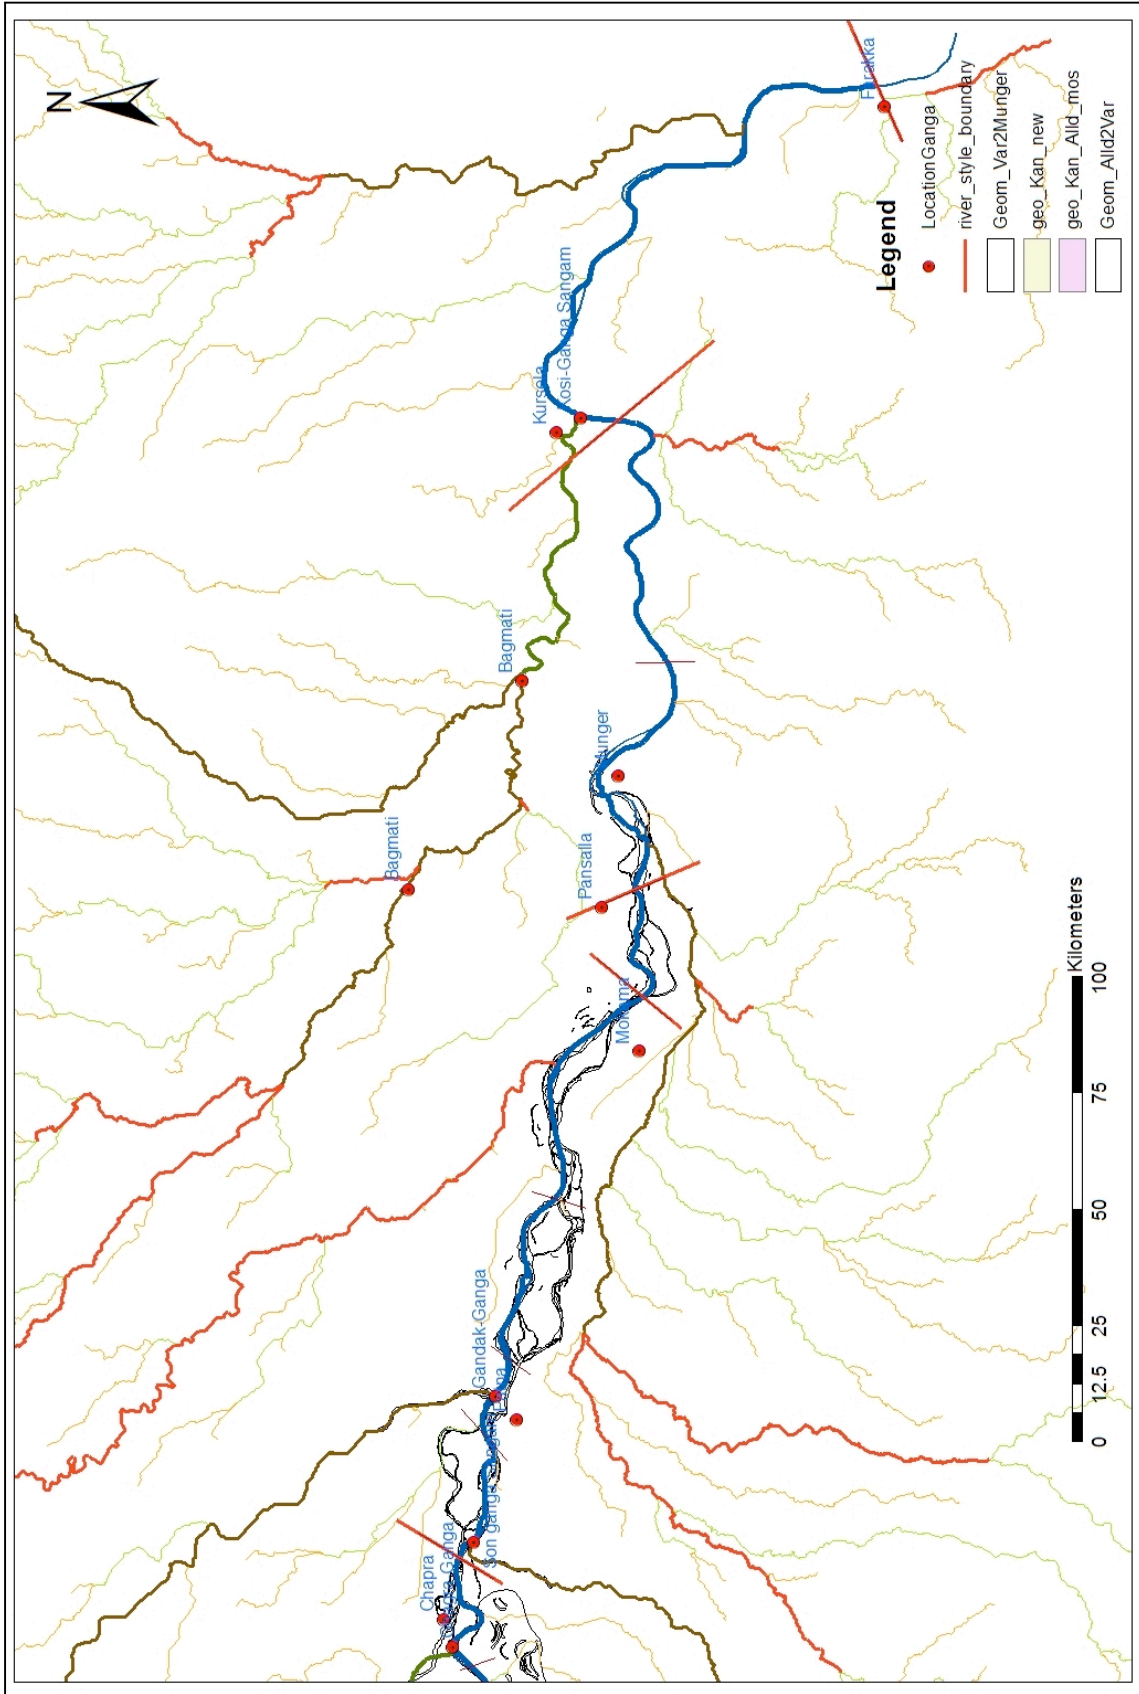 N
Farakka
Kosi-Ganga Sangam
Kursela
Bagmati
Munger
Bagmati
Pansalla
Mokama
Gandak-Ganga
Son ganga
Chapra
Ganga
Legend
LocationGanga
river_style_boundary
Geom_Var2Munger
geo_Kan_new
geo_Kan_Alld_mos
Geom_Alld2Var
0 12.5 25 50 75 100
Kilometers